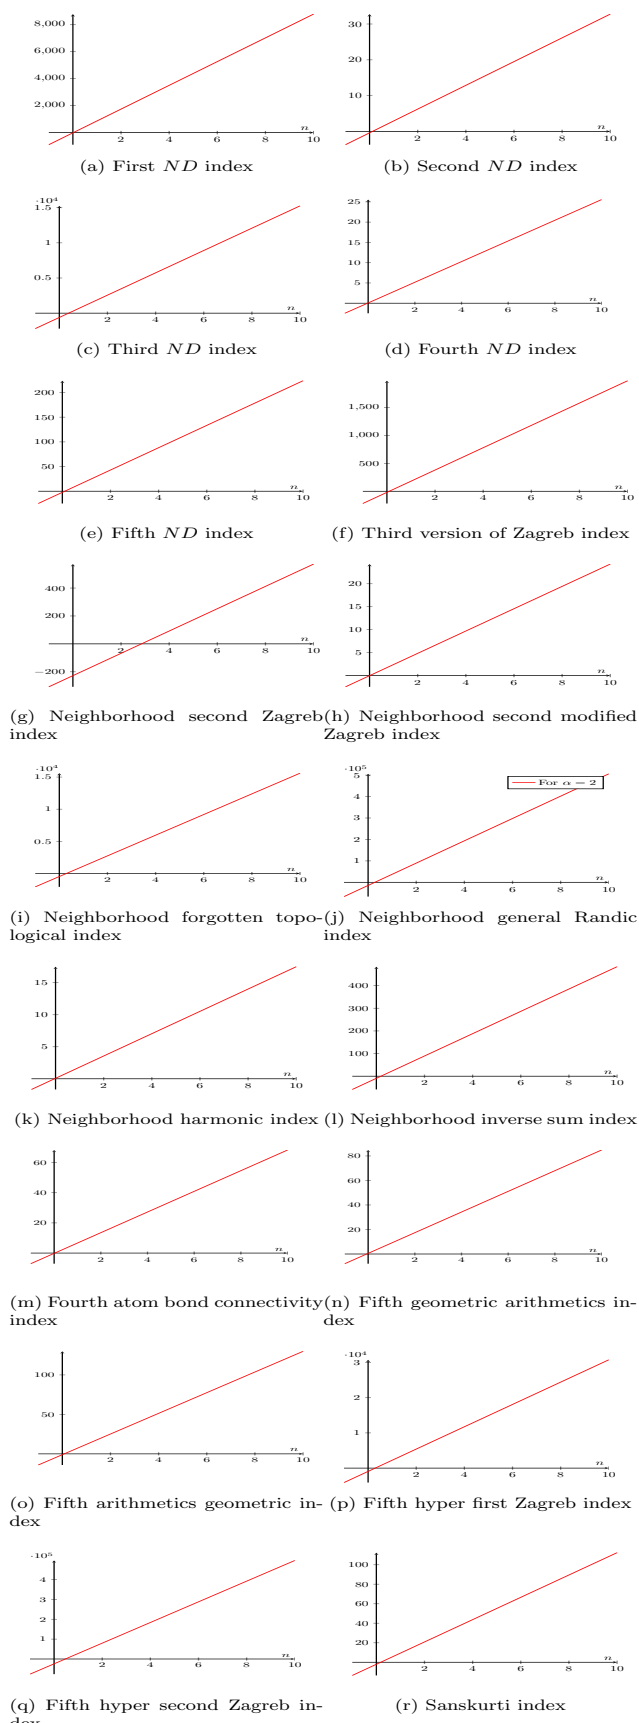 8,000
6,000
4,000
2,000
n
2 4 6 8 10
(a) First ND index
30
20
10
n
2 4 6 8 10
(b) Second ND index
·10⁴
1.5
1
0.5
n
2 4 6 8 10
(c) Third ND index
25
20
15
10
5
n
2 4 6 8 10
(d) Fourth ND index
200
150
100
50
n
2 4 6 8 10
(e) Fifth ND index
1,500
1,000
500
n
2 4 6 8 10
(f) Third version of Zagreb index
400
200
−200
n
2 4 6 8 10
(g) Neighborhood second Zagreb
index
20
15
10
5
n
2 4 6 8 10
(h) Neighborhood second modified
Zagreb index
·10⁴
1.5
1
0.5
n
2 4 6 8 10
(i) Neighborhood forgotten topo-
logical index
·10⁵
5
4
3
2
1
For α − 2
n
2 4 6 8 10
(j) Neighborhood general Randic
index
15
10
5
n
2 4 6 8 10
(k) Neighborhood harmonic index
400
300
200
100
n
2 4 6 8 10
(l) Neighborhood inverse sum index
60
40
20
n
2 4 6 8 10
(m) Fourth atom bond connectivity
index
80
60
40
20
n
2 4 6 8 10
(n) Fifth geometric arithmetics in-
dex
100
50
n
2 4 6 8 10
(o) Fifth arithmetics geometric in-
dex
·10⁴
3
2
1
n
2 4 6 8 10
(p) Fifth hyper first Zagreb index
·10⁵
4
3
2
1
n
2 4 6 8 10
(q) Fifth hyper second Zagreb in-
dex
100
80
60
40
20
n
2 4 6 8 10
(r) Sanskurti index